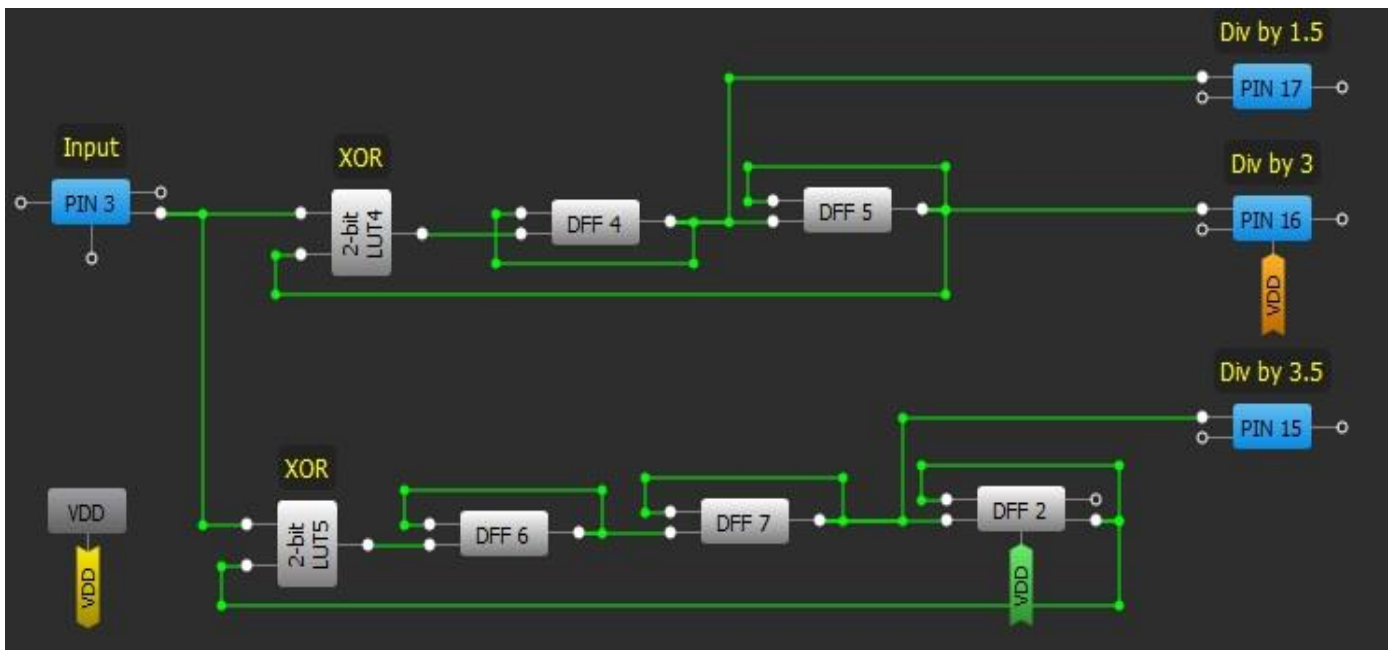 Div by 1.5
PIN 17
Input
PIN 3
XOR
2-bit
LUT4
DFF 4
DFF 5
Div by 3
PIN 16
VDD
Div by 3.5
PIN 15
XOR
2-bit
LUT5
DFF 6
DFF 7
DFF 2
VDD
VDD
VDD